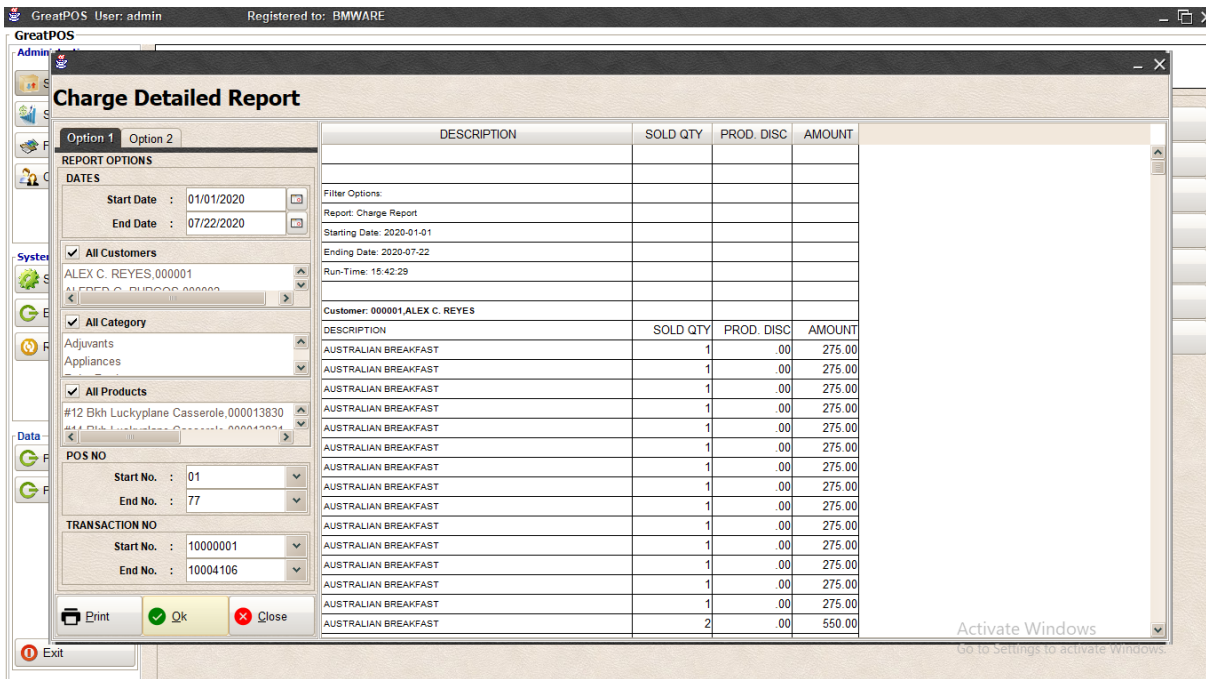 GreatPOS User: admin Registered to: BMWARE
GreatPOS
Charge Detailed Report
Option 1 Option 2
REPORT OPTIONS
DATES
Start Date : 01/01/2020
End Date : 07/22/2020
All Customers
ALEX C. REYES,000001
All Category
Adjuvants
Appliances
All Products
#12 Bkh Luckyplane Casserole,000013830
POS NO
Start No. : 01
End No. : 77
TRANSACTION NO
Start No. : 10000001
End No. : 10004106
Print Ok Close
DESCRIPTION SOLD QTY PROD. DISC AMOUNT
Filter Options:
Report: Charge Report
Starting Date: 2020-01-01
Ending Date: 2020-07-22
Run-Time: 15:42:29
Customer: 000001,ALEX C. REYES
DESCRIPTION SOLD QTY PROD. DISC AMOUNT
AUSTRALIAN BREAKFAST 1 .00 275.00
AUSTRALIAN BREAKFAST 1 .00 275.00
AUSTRALIAN BREAKFAST 1 .00 275.00
AUSTRALIAN BREAKFAST 1 .00 275.00
AUSTRALIAN BREAKFAST 1 .00 275.00
AUSTRALIAN BREAKFAST 1 .00 275.00
AUSTRALIAN BREAKFAST 1 .00 275.00
AUSTRALIAN BREAKFAST 1 .00 275.00
AUSTRALIAN BREAKFAST 1 .00 275.00
AUSTRALIAN BREAKFAST 1 .00 275.00
AUSTRALIAN BREAKFAST 1 .00 275.00
AUSTRALIAN BREAKFAST 1 .00 275.00
AUSTRALIAN BREAKFAST 1 .00 275.00
AUSTRALIAN BREAKFAST 1 .00 275.00
AUSTRALIAN BREAKFAST 2 .00 550.00
Data
Exit
Activate Windows
Go to Settings to activate Windows.